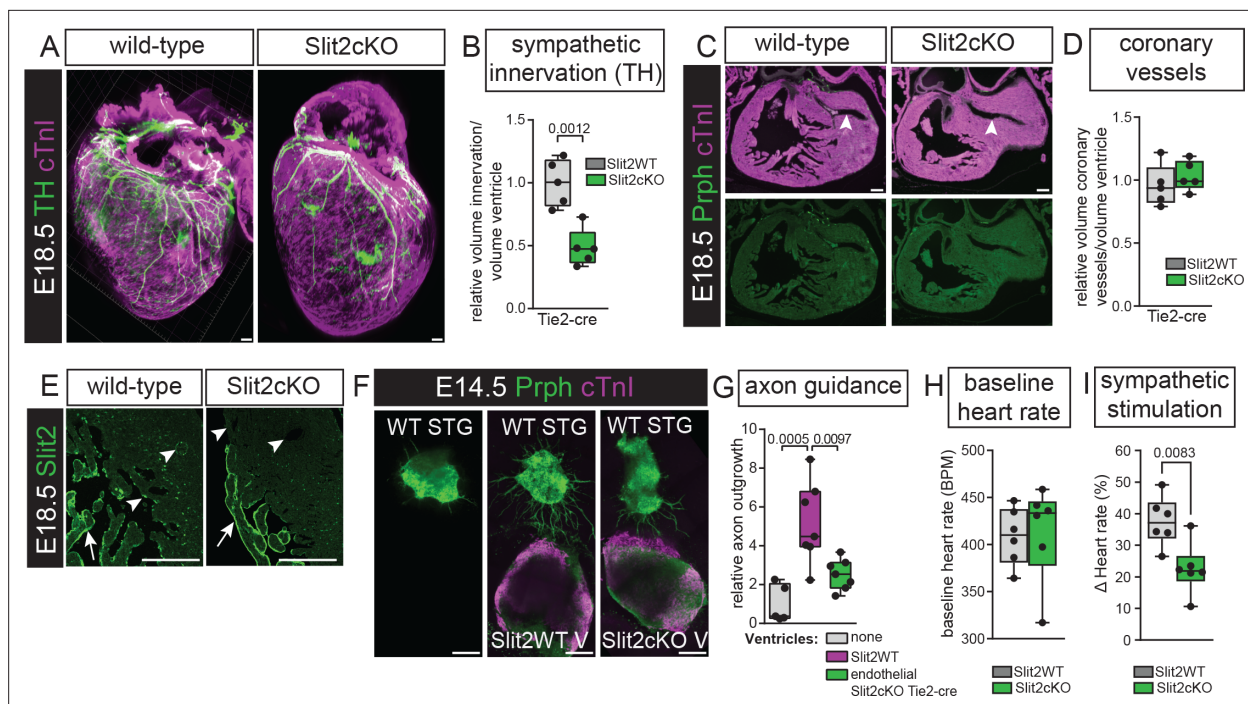 A
wild-type
Slit2cKO
E18.5 TH cTnI
B
sympathetic
innervation (TH)
relative volume innervation/
volume ventricle
1.5
1.0
0.5
0.0
0.0012
Slit2WT
Slit2cKO
Tie2-cre
C
wild-type
Slit2cKO
E18.5 Prph cTnI
D
coronary
vessels
relative volume coronary
vessels/volume ventricle
1.5
1.0
0.5
0.0
Slit2WT
Slit2cKO
Tie2-cre
E
wild-type
Slit2cKO
E18.5 Slit2
F
E14.5 Prph cTnI
WT STG
WT STG
WT STG
Slit2WT V
Slit2cKO V
G
axon guidance
relative axon outgrowth
10
8
6
4
2
0
0.0005
0.0097
Ventricles:
none
Slit2WT
endothelial
Slit2cKO Tie2-cre
H
baseline
heart rate
baseline heart rate (BPM)
450
400
350
300
Slit2WT
Slit2cKO
I
sympathetic
stimulation
Δ Heart rate (%)
60
50
40
30
20
10
0
0.0083
Slit2WT
Slit2cKO